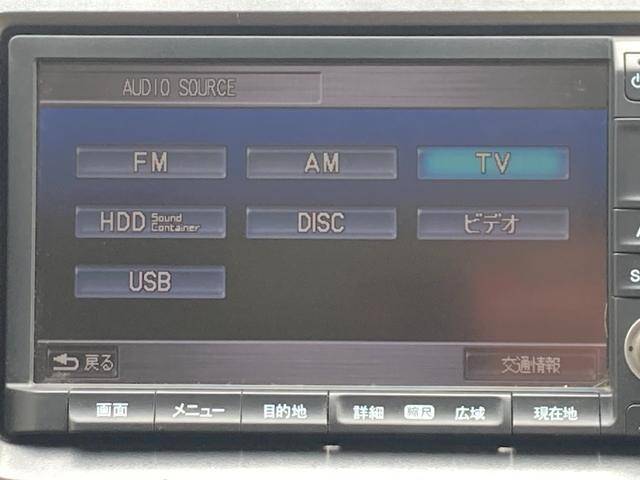 AUDIO SOURCE
FM AM TV
HDD Sound Container DISC ビデオ
USB
戻る 交通情報
画面 メニュー 目的地 詳細 縮尺 広域 現在地